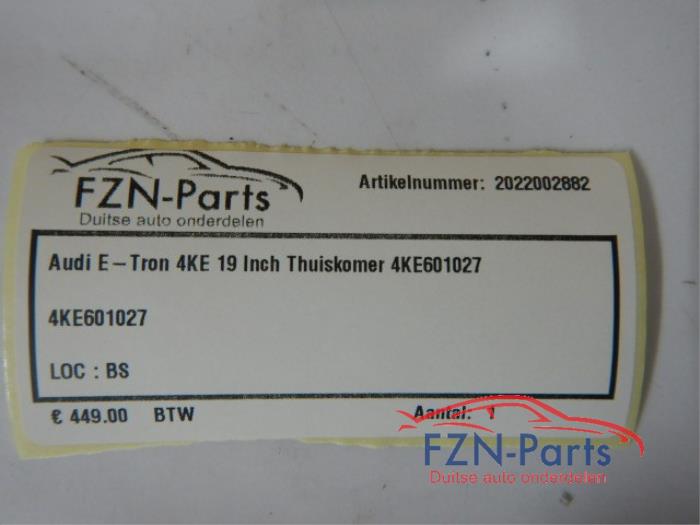 FZN-Parts
Duitse auto onderdelen
Artikelnummer: 2022002882
Audi E-Tron 4KE 19 Inch Thuiskomer 4KE601027
4KE601027
LOC : BS
€ 449.00 BTW
Aantal: 1
FZN-Parts
Duitse auto onderdelen